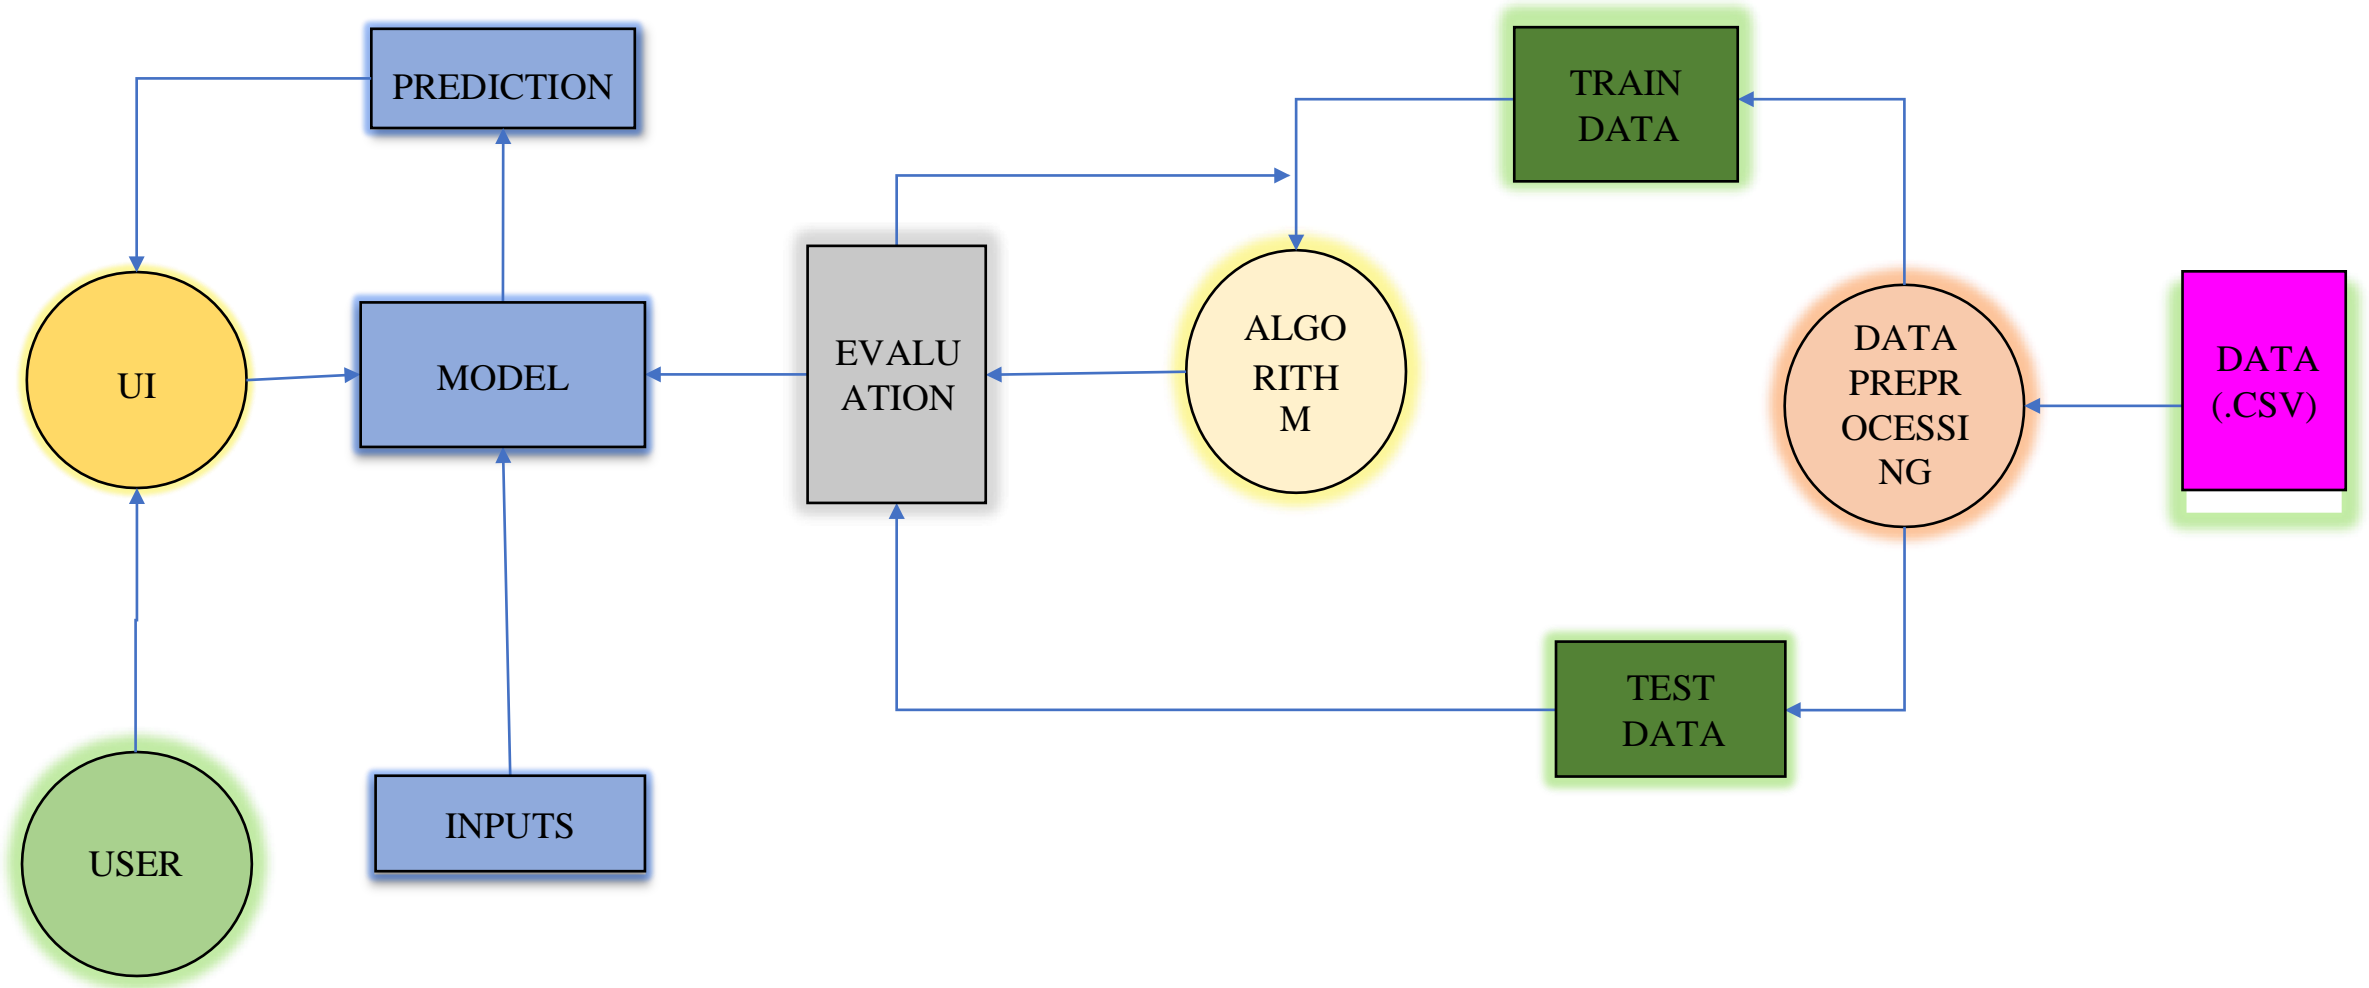 PREDICTION
TRAIN
DATA
UI
MODEL
EVALU
ATION
ALGO
RITH
M
DATA
PREPR
OCESSI
NG
DATA
(.CSV)
TEST
DATA
USER
INPUTS